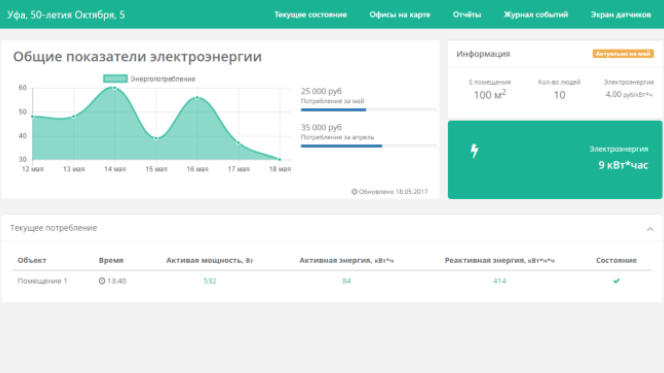 Уфа, 50-летия Октября, 5
Текущее состояние Офисы на карте Отчёты Журнал событий Экран датчиков
Общие показатели электроэнергии
Энергопотребление
60
50
40
30
12 мая 13 мая 14 мая 15 мая 16 мая 17 мая 18 мая
25 000 руб
Потребление за май
35 000 руб
Потребление за апрель
Обновлено 18.05.2017
Информация
Актуально на май
S помещения Кол-во людей Электроэнергия
100 м² 10 4,00 руб/кВт*ч
Электроэнергия
9 кВт*час
Текущее потребление
Объект Время Активая мощность, Вт Активная энергия, кВт*ч Реактивная энергия, кВт*ч*ч Состояние
Помещение 1 13:40 532 84 414